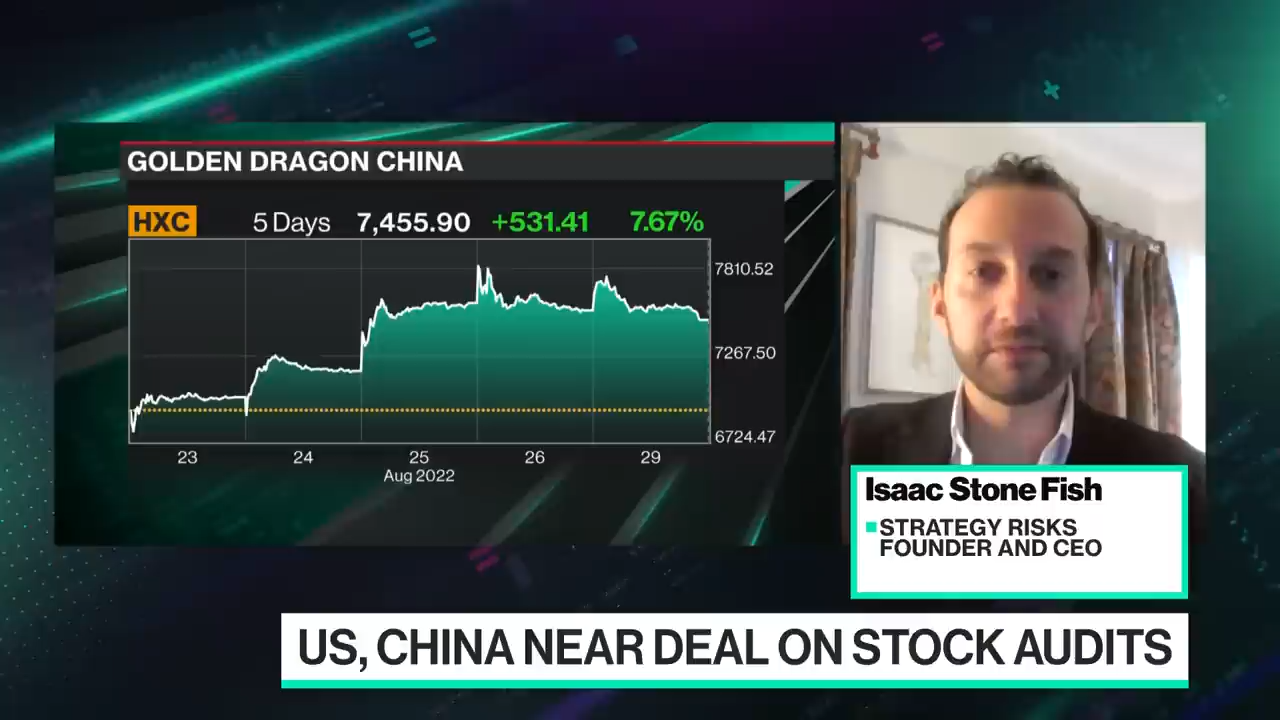 GOLDEN DRAGON CHINA
HXC 5 Days 7,455.90 +531.41 7.67%
7810.52
7267.50
6724.47
23 24 25 26 29
Aug 2022
Isaac Stone Fish
STRATEGY RISKS
FOUNDER AND CEO
US, CHINA NEAR DEAL ON STOCK AUDITS